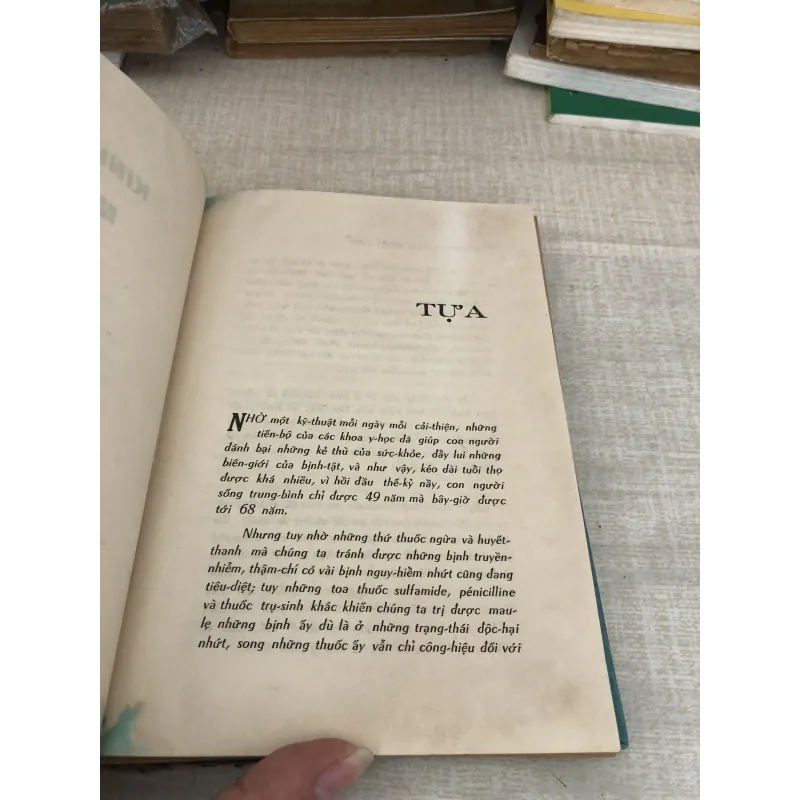 TỰA
NHỜ một kỹ-thuật mỗi ngày mỗi cải-thiện, những
tiến-bộ của các khoa y-học đã giúp con người
đánh bại những kẻ thù của sức-khỏe, đẩy lui những
biên-giới của bịnh-tật, và như vậy, kéo dài tuổi thọ
được khá nhiều, vì hồi đầu thế-kỷ nầy, con người
sống trung-bình chỉ được 49 năm mà bây-giờ được
tới 68 năm.
Nhưng tuy nhờ những thứ thuốc ngừa và huyết-
thanh mà chúng ta tránh được những bịnh truyền-
nhiễm, thậm-chí có vài bịnh nguy-hiểm nhứt cũng đang
tiêu-diệt; tuy những toa thuốc sulfamide, pénicilline
và thuốc trụ-sinh khác khiến chúng ta trị được mau-
lẹ những bịnh ấy dù là ở những trạng-thái độc-hại
nhứt, song những thuốc ấy vẫn chỉ công-hiệu đối với